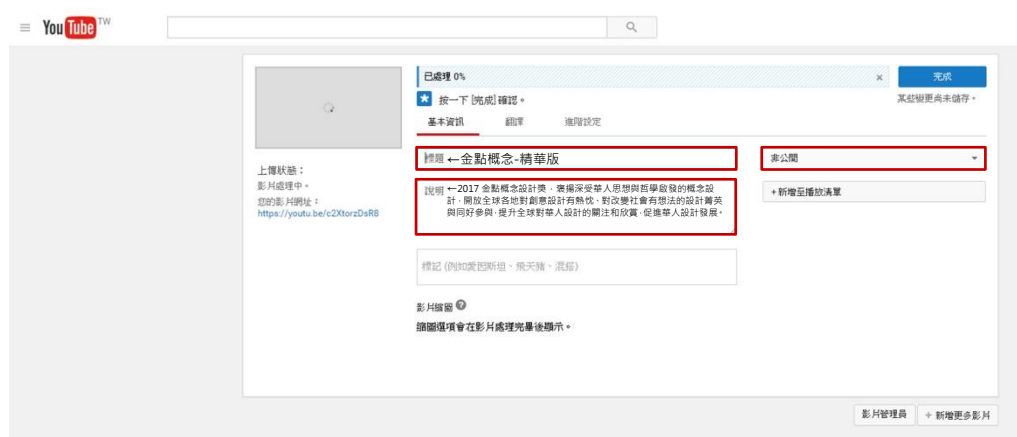 YouTube TW
已處理 0%
×
完成
按一下 [完成] 確認。
某些變更尚未儲存。
基本資訊 翻譯 進階設定
標題 ←金點概念-精華版
非公開
上傳狀態：
影片處理中。
您的影片網址：
https://youtu.be/c2XtorzDsR8
說明 ←2017 金點概念設計獎，褒揚深受華人思想與哲學啟發的概念設
計，開放全球各地對創意設計有熱忱、對改變社會有想法的設計菁英
與同好參與，提升全球對華人設計的關注和欣賞，促進華人設計發展。
+新增至播放清單
標記 (例如愛因斯坦、飛天豬、混搭)
影片縮圖 ?
縮圖選項會在影片處理完畢後顯示。
影片管理員
+ 新增更多影片